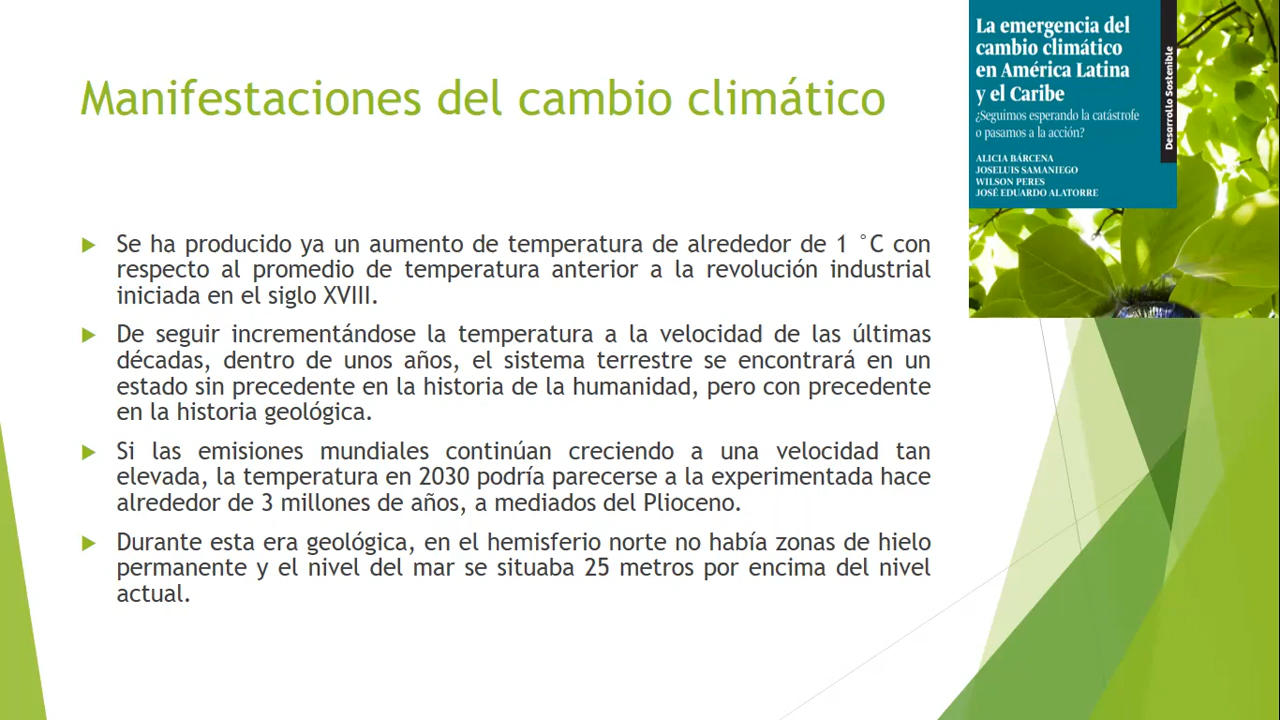 Manifestaciones del cambio climático
Se ha producido ya un aumento de temperatura de alrededor de 1 °C con
respecto al promedio de temperatura anterior a la revolución industrial
iniciada en el siglo XVIII.
De seguir incrementándose la temperatura a la velocidad de las últimas
décadas, dentro de unos años, el sistema terrestre se encontrará en un
estado sin precedente en la historia de la humanidad, pero con precedente
en la historia geológica.
Si las emisiones mundiales continúan creciendo a una velocidad tan
elevada, la temperatura en 2030 podría parecerse a la experimentada hace
alrededor de 3 millones de años, a mediados del Plioceno.
Durante esta era geológica, en el hemisferio norte no había zonas de hielo
permanente y el nivel del mar se situaba 25 metros por encima del nivel
actual.
La emergencia del
cambio climático
en América Latina
y el Caribe
¿Seguimos esperando la catástrofe
o pasamos a la acción?
ALICIA BÁRCENA
JOSELUIS SAMANIEGO
WILSON PERES
JOSÉ EDUARDO ALATORRE
Desarrollo Sostenible